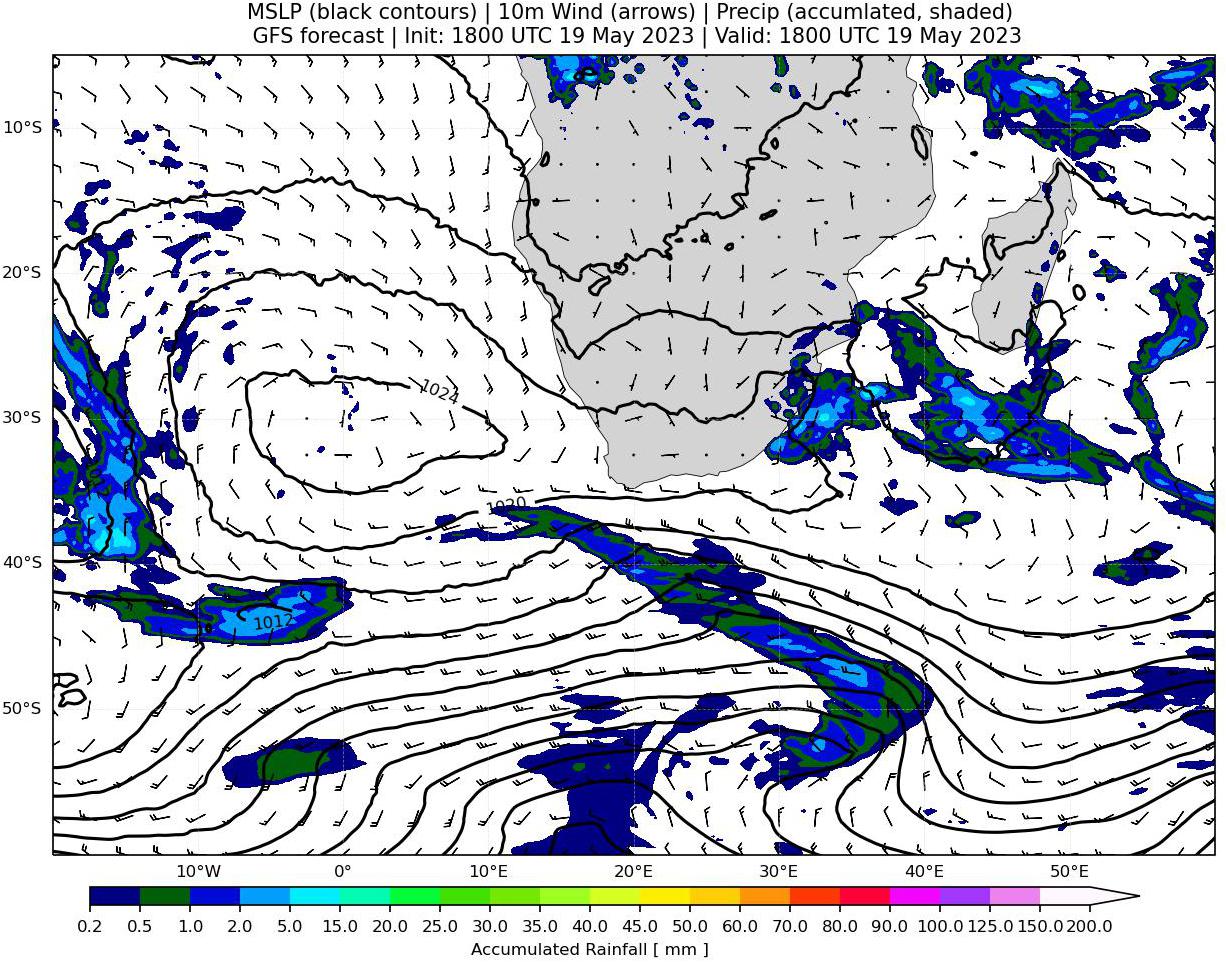 MSLP (black contours) | 10m Wind (arrows) | Precip (accumlated, shaded)
GFS forecast | Init: 1800 UTC 19 May 2023 | Valid: 1800 UTC 19 May 2023
10°S
20°S
1024
30°S
1020
40°S
1012
50°S
10°W 0° 10°E 20°E 30°E 40°E 50°E
0.2 0.5 1.0 2.0 5.0 10.0 15.0 20.0 25.0 30.0 35.0 40.0 45.0 50.0 60.0 70.0 80.0 90.0 100.0 125.0 150.0 200.0
Accumulated Rainfall [ mm ]